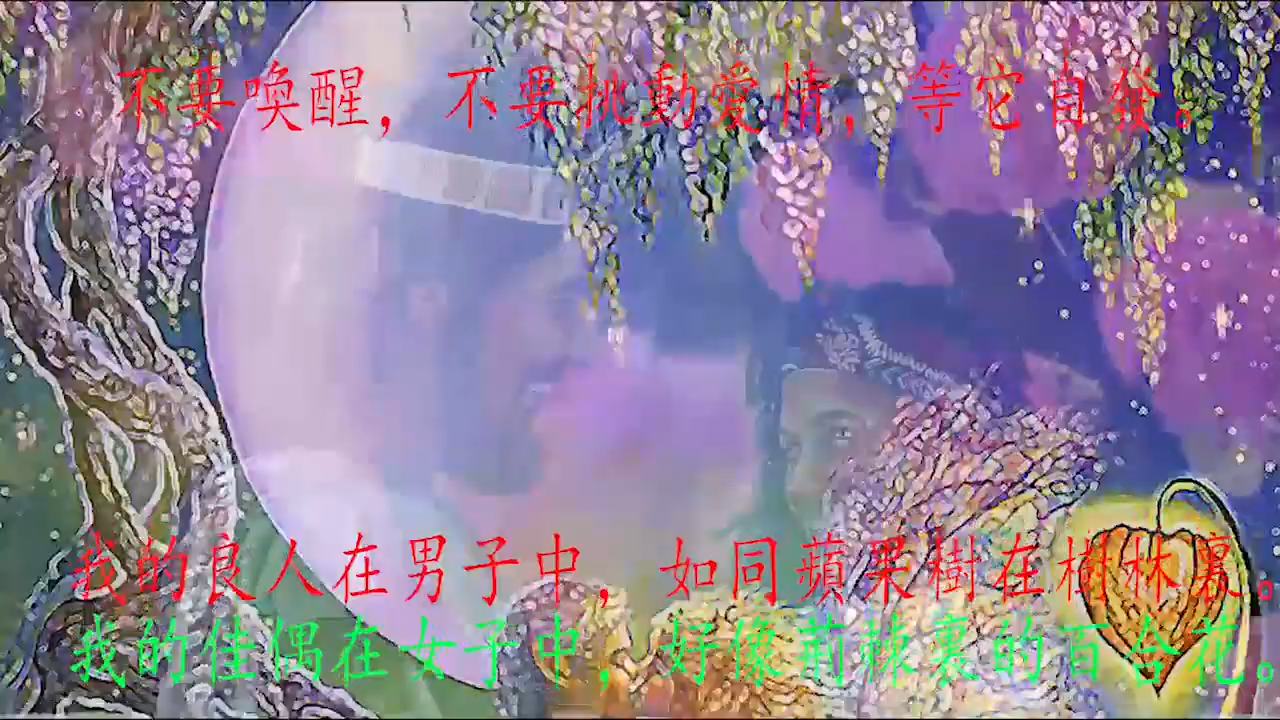 不要喚醒，不要挑動愛情，等它自發。
我的良人在男子中，如同蘋果樹在樹林裏。
我的佳偶在女子中，好像荊棘裏的百合花。